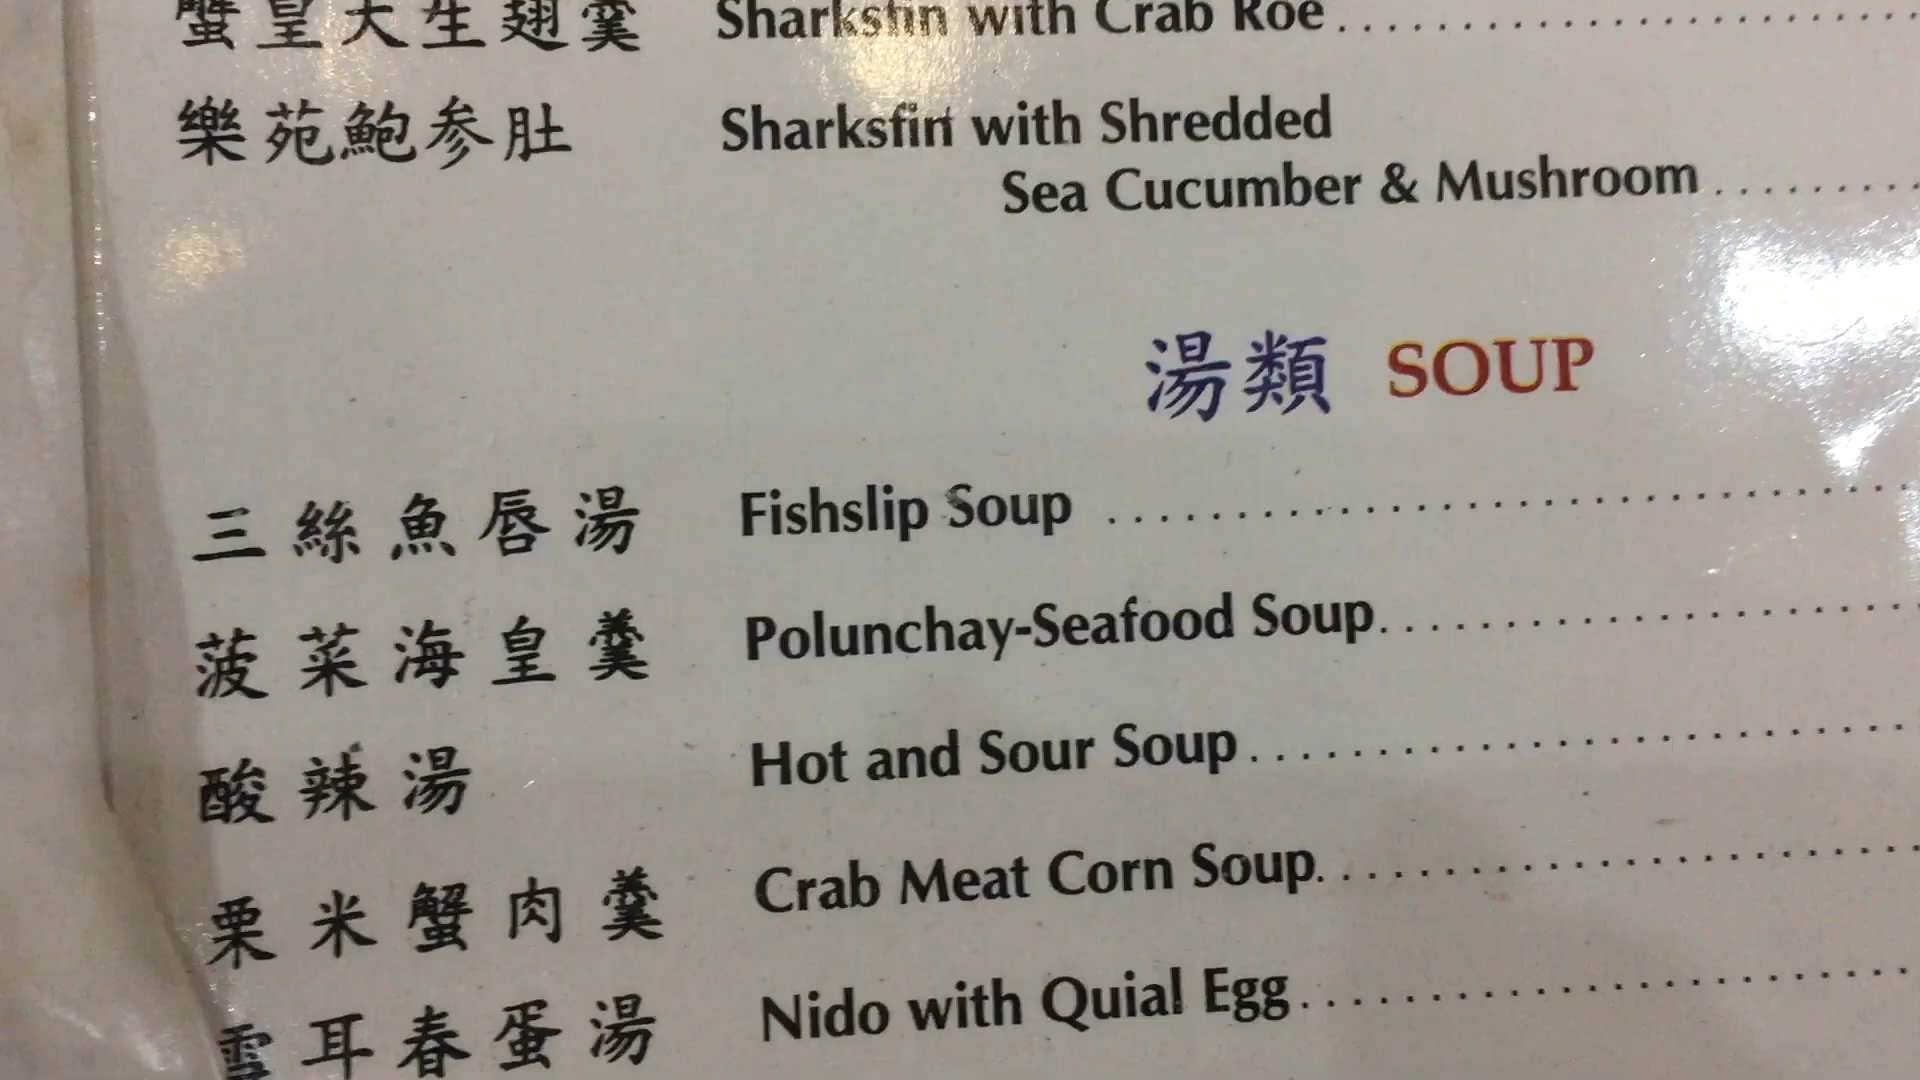 蟹皇大生翅羹 Sharksfin with Crab Roe
樂苑鮑参肚 Sharksfin with Shredded
Sea Cucumber & Mushroom
湯類 SOUP
三絲魚唇湯 Fishslip Soup
菠菜海皇羹 Polunchay-Seafood Soup
酸辣湯 Hot and Sour Soup
栗米蟹肉羹 Crab Meat Corn Soup
雪耳春蛋湯 Nido with Quial Egg